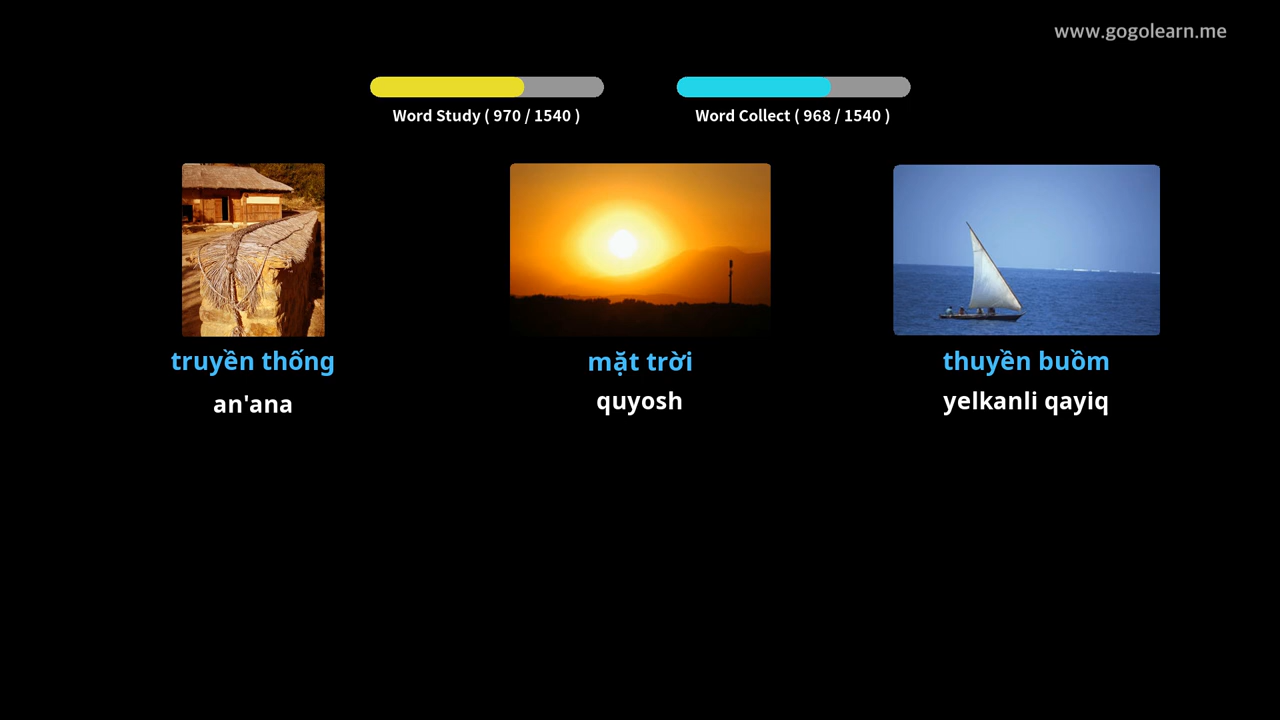 www.gogolearn.me
Word Study ( 970 / 1540 )
Word Collect ( 968 / 1540 )
truyền thống
an'ana
mặt trời
quyosh
thuyền buồm
yelkanli qayiq